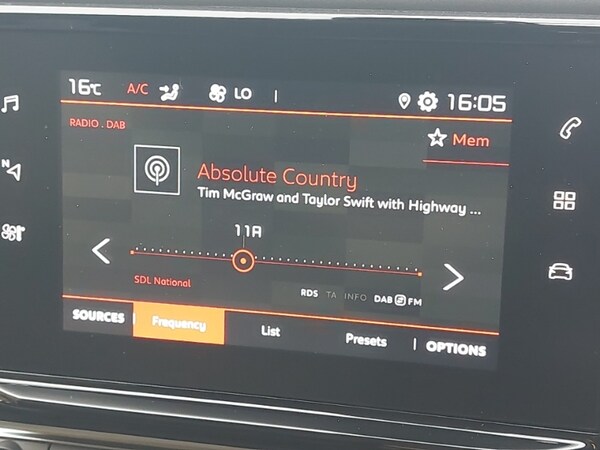 16°C A/C LO 16:05
RADIO . DAB
Mem
Absolute Country
Tim McGraw and Taylor Swift with Highway ...
11A
SDL National
RDS TA INFO DAB FM
N
SOURCES Frequency List Presets OPTIONS